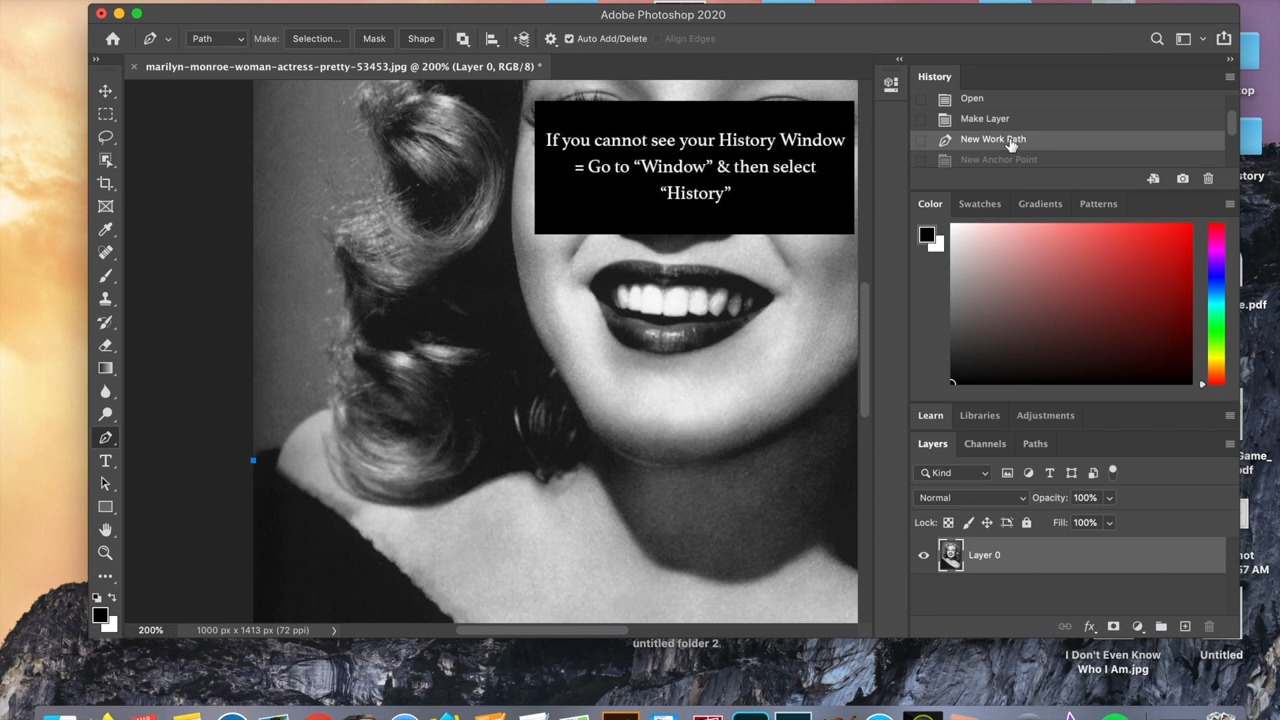 Adobe Photoshop 2020
Path Make: Selection... Mask Shape Auto Add/Delete Align Edges
marilyn-monroe-woman-actress-pretty-53453.jpg @ 200% (Layer 0, RGB/8) *
History
Open
Make Layer
New Work Path
New Anchor Point
If you cannot see your History Window
= Go to “Window” & then select
“History”
Color Swatches Gradients Patterns
Learn Libraries Adjustments
Layers Channels Paths
Kind
Normal Opacity: 100%
Lock: Fill: 100%
Layer 0
200% 1000 px x 1413 px (72 ppi)
untitled folder 2
I Don't Even Know
Who I Am.jpg
Untitled